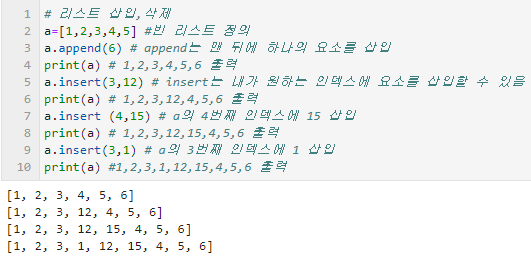 1 # 리스트 삽입,삭제
2 a=[1,2,3,4,5] #빈 리스트 정의
3 a.append(6) # append는 맨 뒤에 하나의 요소를 삽입
4 print(a) # 1,2,3,4,5,6 출력
5 a.insert(3,12) # insert는 내가 원하는 인덱스에 요소를 삽입할 수 있음
6 print(a) # 1,2,3,12,4,5,6 출력
7 a.insert (4,15) # a의 4번째 인덱스에 15 삽입
8 print(a) # 1,2,3,12,15,4,5,6 출력
9 a.insert(3,1) # a의 3번째 인덱스에 1 삽입
10 print(a) #1,2,3,1,12,15,4,5,6 출력
[1, 2, 3, 4, 5, 6]
[1, 2, 3, 12, 4, 5, 6]
[1, 2, 3, 12, 15, 4, 5, 6]
[1, 2, 3, 1, 12, 15, 4, 5, 6]